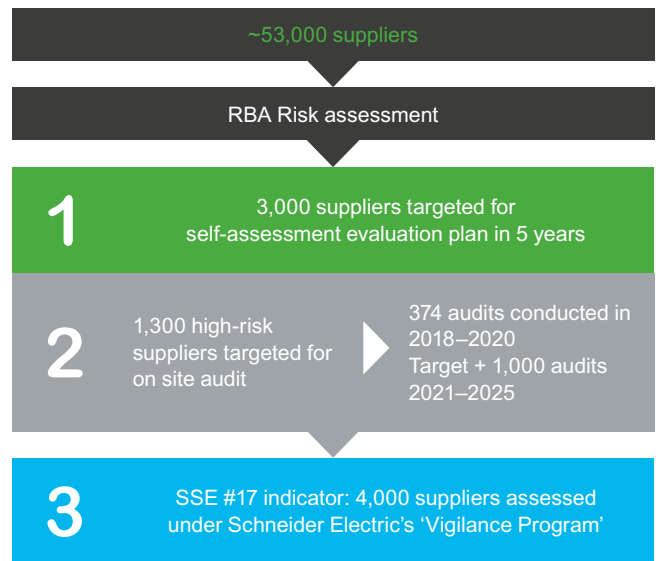 ~53,000 suppliers
RBA Risk assessment
1
3,000 suppliers targeted for
self-assessment evaluation plan in 5 years
2
1,300 high-risk
suppliers targeted for
on site audit
374 audits conducted in
2018–2020
Target + 1,000 audits
2021–2025
3
SSE #17 indicator: 4,000 suppliers assessed
under Schneider Electric’s ‘Vigilance Program’